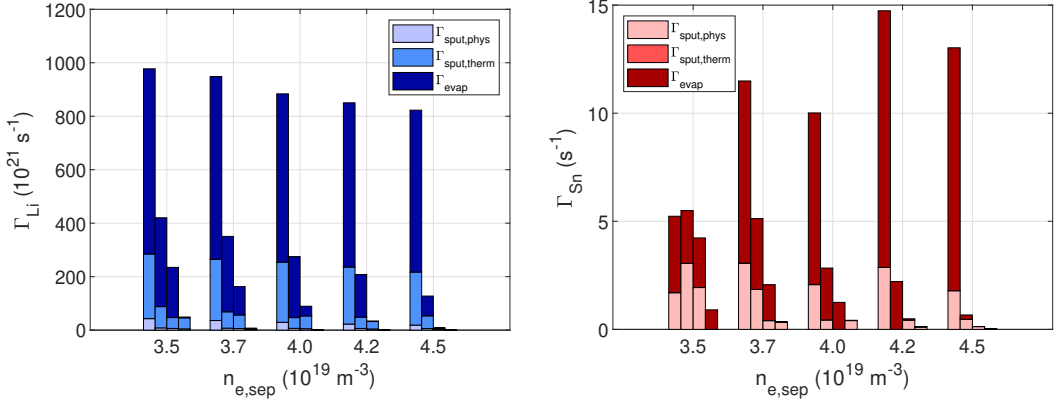 1200
1000
800
600
400
200
0
Γ_Li (10^21 s^-1)
Γ_sput,phys
Γ_sput,therm
Γ_evap
3.5 3.7 4.0 4.2 4.5
n_e,sep (10^19 m^-3)
15
10
5
0
Γ_Sn (s^-1)
Γ_sput,phys
Γ_sput,therm
Γ_evap
3.5 3.7 4.0 4.2 4.5
n_e,sep (10^19 m^-3)